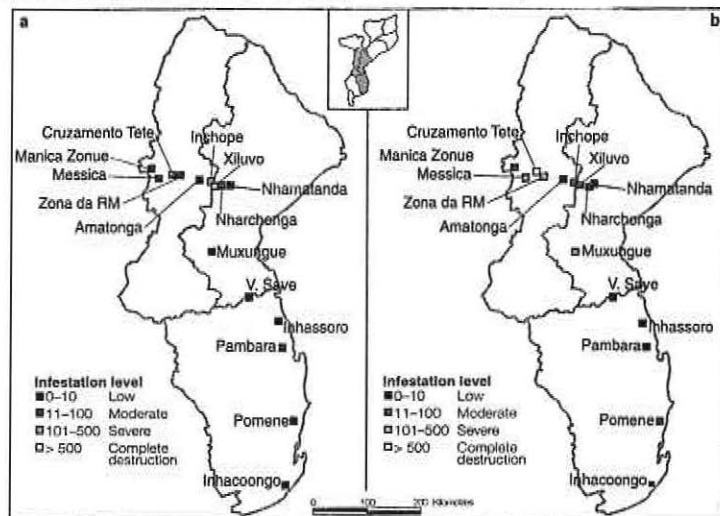 a
Cruzamento Tete
Inchope
Manica Zonue
Xiluvo
Messica
Zona da RM
Nhamatanda
Amatonga
Nharchonga
Muxungue
V. Save
Inhassoro
Pambara
Infestation level
0–10 Low
11–100 Moderate
101–500 Severe
> 500 Complete
destruction
Pomene
Inhacoongo
0 100 200 Kilometres
b
Cruzamento Tete
Inchope
Manica Zonue
Xiluvo
Messica
Zona da RM
Nhamatanda
Amatonga
Nharchonga
Muxungue
V. Save
Inhassoro
Pambara
Infestation level
0–10 Low
11–100 Moderate
101–500 Severe
> 500 Complete
destruction
Pomene
Inhacoongo